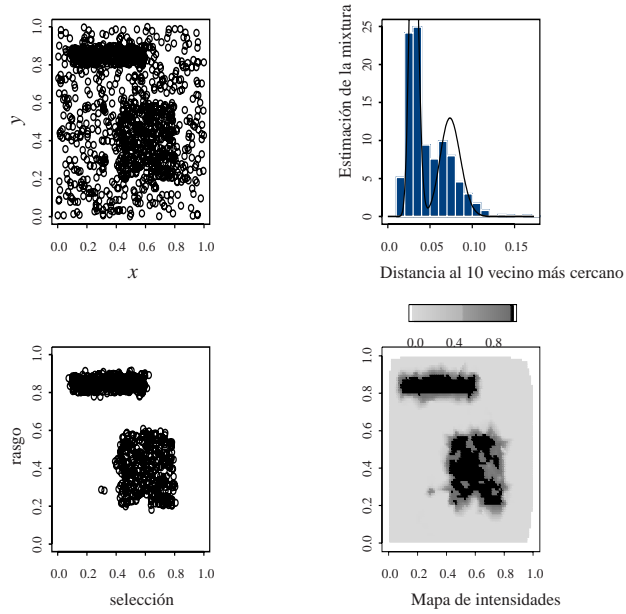 y
0.0 0.2 0.4 0.6 0.8 1.0
0.0 0.2 0.4 0.6 0.8 1.0
x
Estimación de la mixtura
0 5 10 15 20 25
0.0 0.05 0.10 0.15
Distancia al 10 vecino más cercano
rasgo
0.0 0.2 0.4 0.6 0.8 1.0
0.0 0.2 0.4 0.6 0.8 1.0
selección
0.0 0.4 0.8
0.0 0.2 0.4 0.6 0.8 1.0
0.0 0.2 0.4 0.6 0.8 1.0
Mapa de intensidades